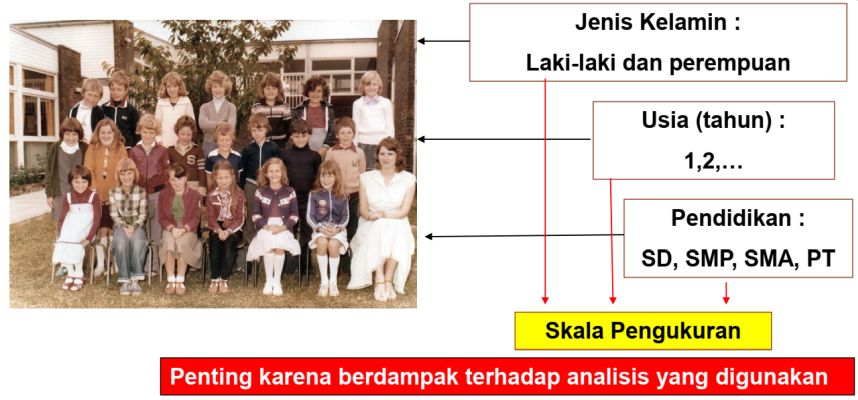 Jenis Kelamin :
Laki-laki dan perempuan
Usia (tahun) :
1,2,…
Pendidikan :
SD, SMP, SMA, PT
Skala Pengukuran
Penting karena berdampak terhadap analisis yang digunakan